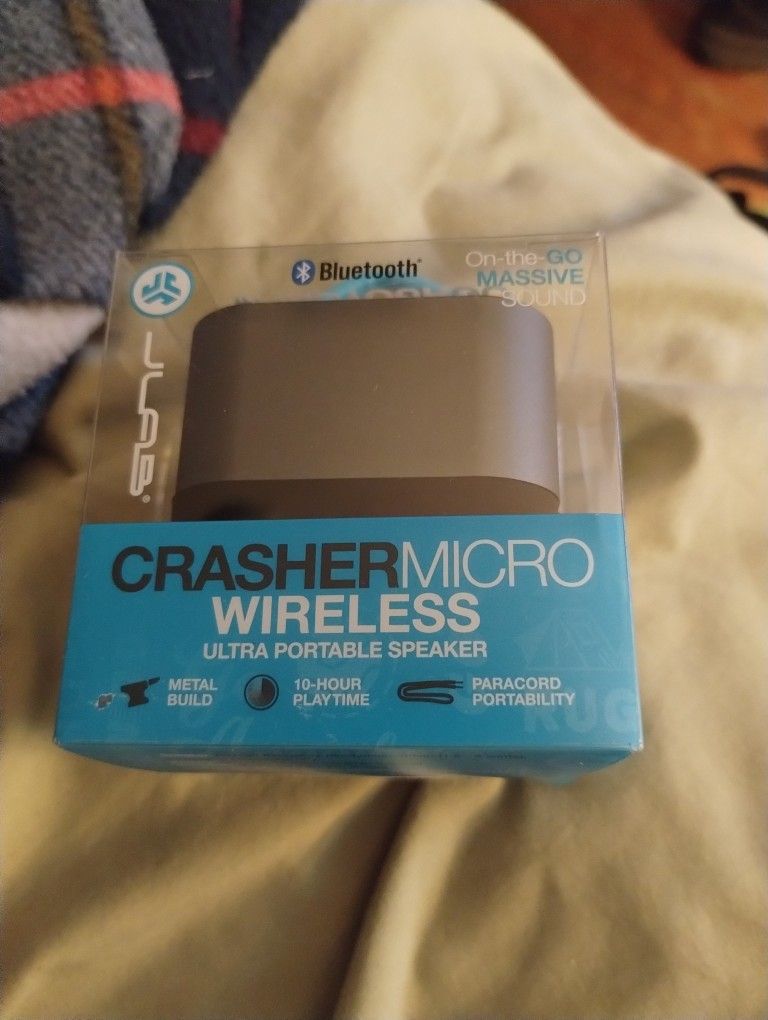 Bluetooth®
On-the-GO
MASSIVE
SOUND
JLAB®
CRASHERMICRO
WIRELESS
ULTRA PORTABLE SPEAKER
METAL
BUILD
10-HOUR
PLAYTIME
PARACORD
PORTABILITY
RUG